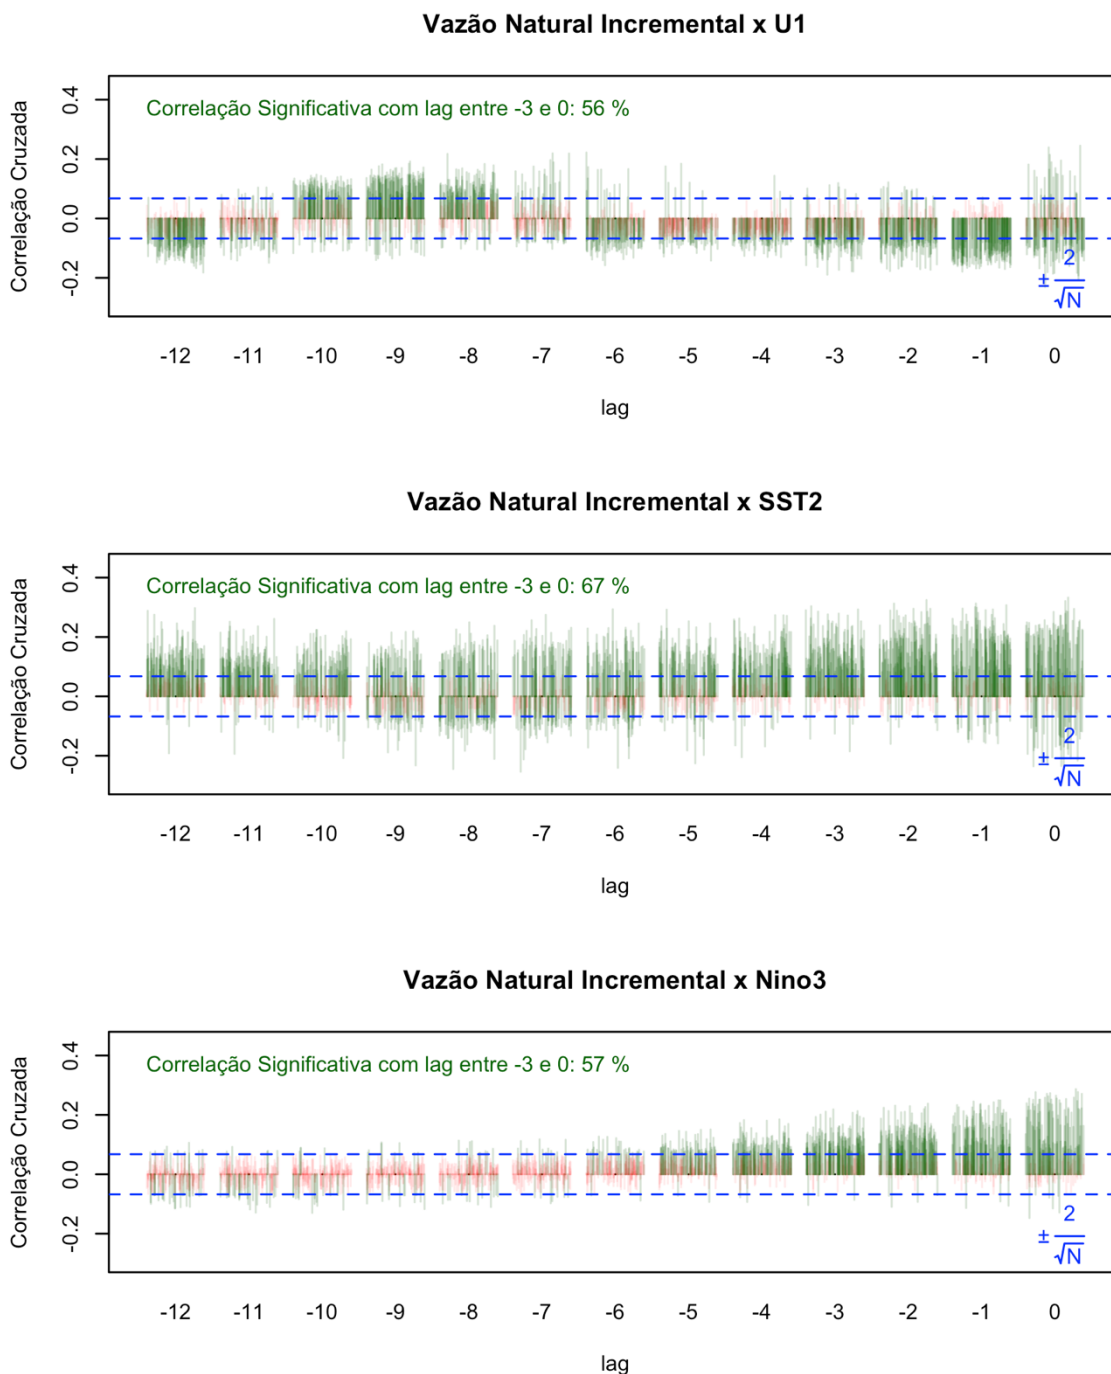 Vazão Natural Incremental x U1
Correlação Cruzada
0.4
0.2
0.0
-0.2
Correlação Significativa com lag entre -3 e 0: 56 %
± 2
√N
-12 -11 -10 -9 -8 -7 -6 -5 -4 -3 -2 -1 0
lag
Vazão Natural Incremental x SST2
Correlação Cruzada
0.4
0.2
0.0
-0.2
Correlação Significativa com lag entre -3 e 0: 67 %
± 2
√N
-12 -11 -10 -9 -8 -7 -6 -5 -4 -3 -2 -1 0
lag
Vazão Natural Incremental x Nino3
Correlação Cruzada
0.4
0.2
0.0
-0.2
Correlação Significativa com lag entre -3 e 0: 57 %
± 2
√N
-12 -11 -10 -9 -8 -7 -6 -5 -4 -3 -2 -1 0
lag